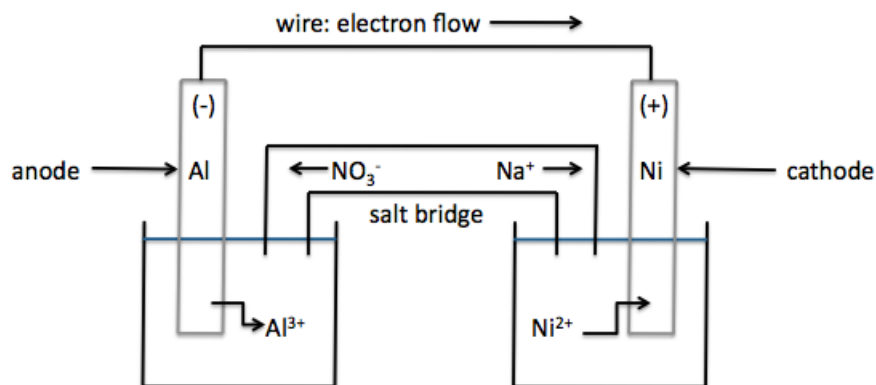 wire: electron flow
(-)
(+)
anode
Al
NO₃⁻
Na⁺
Ni
cathode
salt bridge
Al³⁺
Ni²⁺